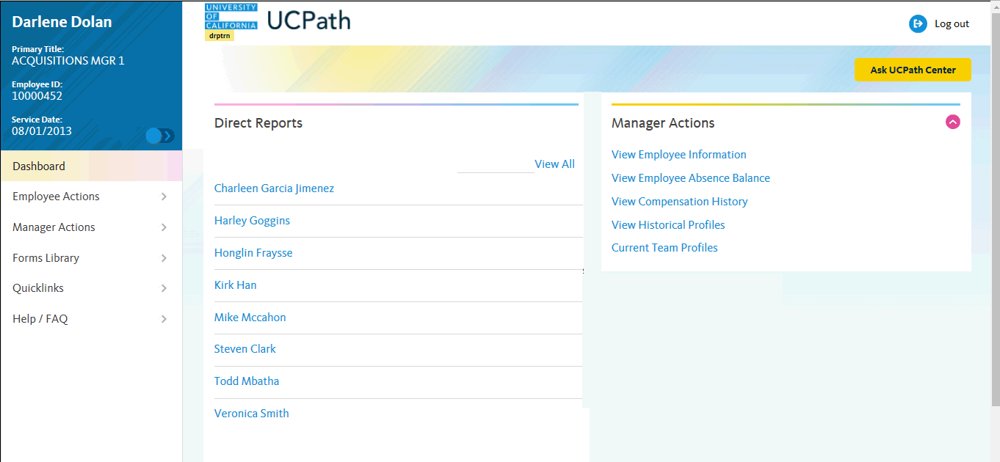 Darlene Dolan
Primary Title:
ACQUISITIONS MGR 1
Employee ID:
10000452
Service Date:
08/01/2013
Dashboard
Employee Actions
Manager Actions
Forms Library
Quicklinks
Help / FAQ
UNIVERSITY
OF
CALIFORNIA
drptrn
UCPath
Log out
Ask UCPath Center
Direct Reports
View All
Charleen Garcia Jimenez
Harley Goggins
Honglin Fraysse
Kirk Han
Mike Mccahon
Steven Clark
Todd Mbatha
Veronica Smith
Manager Actions
View Employee Information
View Employee Absence Balance
View Compensation History
View Historical Profiles
Current Team Profiles